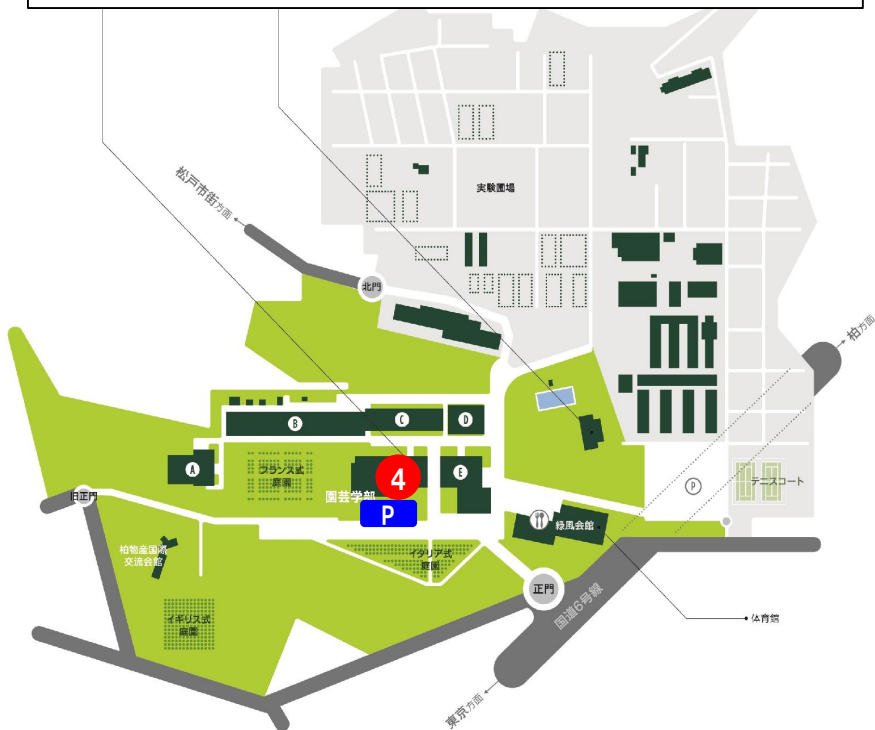 実験圃場
松戸市街方面
北門
柏方面
B
C
D
A
フランス式
庭園
4
E
P
テニスコート
旧正門
園芸学部
P
緑風会館
柏物産国際
交流会館
イタリア式
庭園
正門
国道6号線
イギリス式
庭園
体育館
東京方面